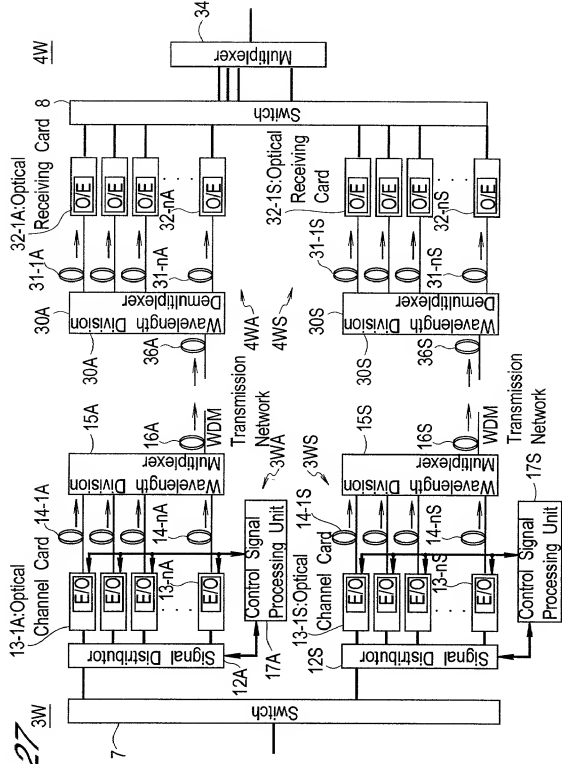 27
3W
7
Switch
12A
Signal Distributor
13-1A:Optical
Channel Card
E/O
E/O
E/O
13-nA
E/O
17A
Control Signal
Processing Unit
14-1A
14-nA
15A
Wavelength Division
Multiplexer
16A
WDM
Transmission
Network
3WA
36A
30A
30A
Wavelength Division
Demultiplexer
4WA
31-1A
31-nA
32-1A:Optical
Receiving Card
O/E
O/E
O/E
O/E
32-nA
8
Switch
4W
34
Multiplexer
12S
Signal Distributor
13-1S:Optical
Channel Card
E/O
E/O
E/O
13-nS
E/O
Control Signal
Processing Unit
17S
3WS
14-1S
14-nS
15S
Wavelength Division
Multiplexer
16S
WDM
Transmission
Network
36S
30S
30S
Wavelength Division
Demultiplexer
4WS
31-1S
31-nS
32-1S:Optical
Receiving
Card
O/E
O/E
O/E
32-nS
O/E